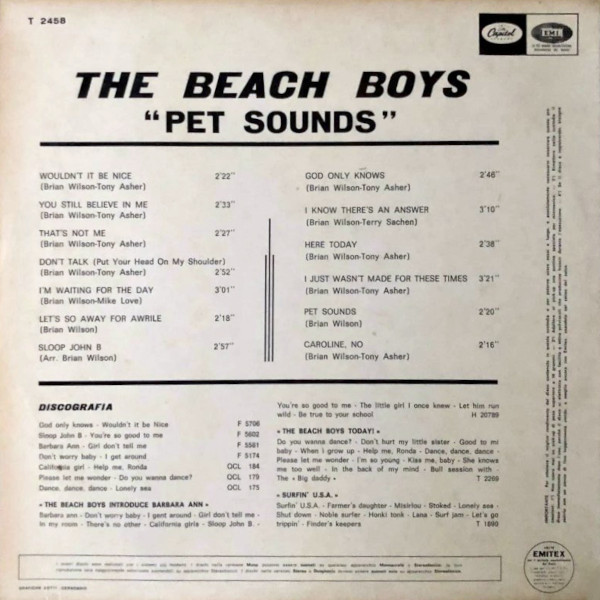 T 2458
Capitol
EMI
THE BEACH BOYS
"PET SOUNDS"
WOULDN'T IT BE NICE 2'22"
(Brian Wilson-Tony Asher)
YOU STILL BELIEVE IN ME 2'33"
(Brian Wilson-Tony Asher)
THAT'S NOT ME 2'27"
(Brian Wilson-Tony Asher)
DON'T TALK (Put Your Head On My Shoulder)
(Brian Wilson-Tony Asher) 2'52"
I'M WAITING FOR THE DAY 3'01"
(Brian Wilson-Mike Love)
LET'S SO AWAY FOR AWRILE 2'18"
(Brian Wilson)
SLOOP JOHN B 2'57"
(Arr. Brian Wilson)
GOD ONLY KNOWS 2'46"
(Brian Wilson-Tony Asher)
I KNOW THERE'S AN ANSWER 3'10"
(Brian Wilson-Terry Sachen)
HERE TODAY 2'38"
(Brian Wilson-Tony Asher)
I JUST WASN'T MADE FOR THESE TIMES 3'21"
(Brian Wilson-Tony Asher)
PET SOUNDS 2'20"
(Brian Wilson)
CAROLINE, NO 2'16"
(Brian Wilson-Tony Asher)
DISCOGRAFIA
God only knows - Wouldn't it be Nice F 5706
Sloop John B - You're so good to me F 5602
Barbara Ann - Girl don't tell me F 5561
Don't worry baby - I get around F 5174
California girl - Help me, Ronda OCL 184
Please let me wonder - Do you wanna dance? OCL 179
Dance, dance, dance - Lonely sea OCL 175
« THE BEACH BOYS INTRODUCE BARBARA ANN »
Barbara ann - Don't worry baby - I gent around - Girl don't tell me -
In my room - There's no other - California girls - Sloop John B. -
You're so good to me - The little girl I once knew - Let him run
wild - Be true to your school H 20789
« THE BEACH BOYS TODAY! »
Do you wanna dance? - Don't hurt my little sister - Good to mi
baby - When I grow up - Help me, Ronda - Dance, dance, dance -
Please let me wonder - I'm so young - Kiss me, baby - She knows
me too well - In the back of my mind - Bull session with
The « Big daddy » T 2269
« SURFIN' U.S.A. »
Surfin' U.S.A. - Farmer's daughter - Misirlou - Stoked - Lonely sea -
Shut down - Noble surfer - Honki tonk - Lana - Surf jam - Let's go
trippin' - Finder's keepers T 1890
EMITEX